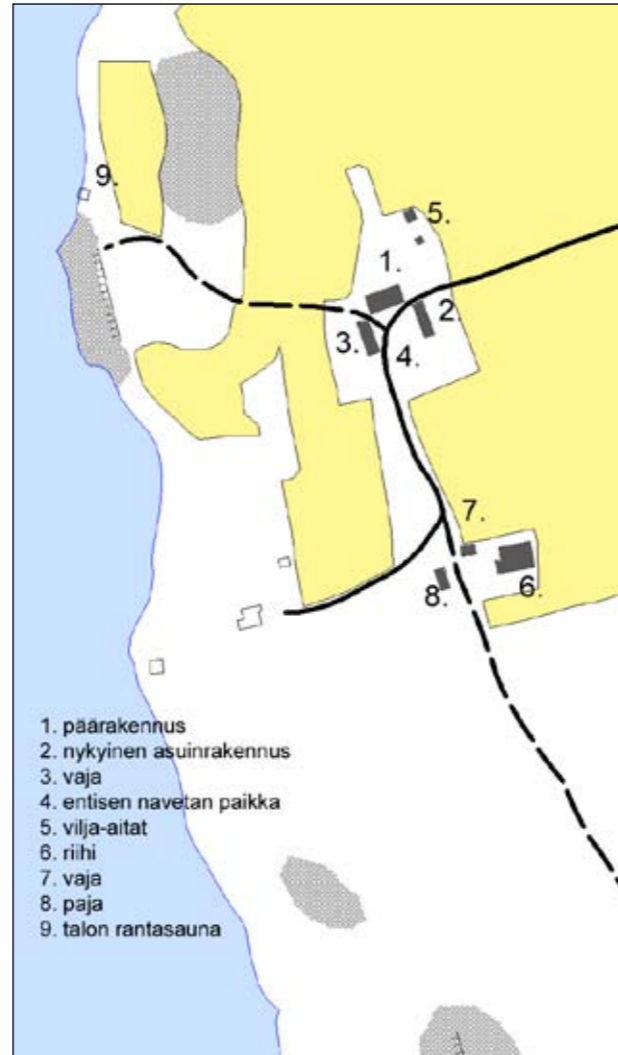 9.
5.
1.
2.
3.
4.
7.
8.
6.
1. päärakennus
2. nykyinen asuinrakennus
3. vaja
4. entisen navetan paikka
5. vilja-aitat
6. riihi
7. vaja
8. paja
9. talon rantasauna